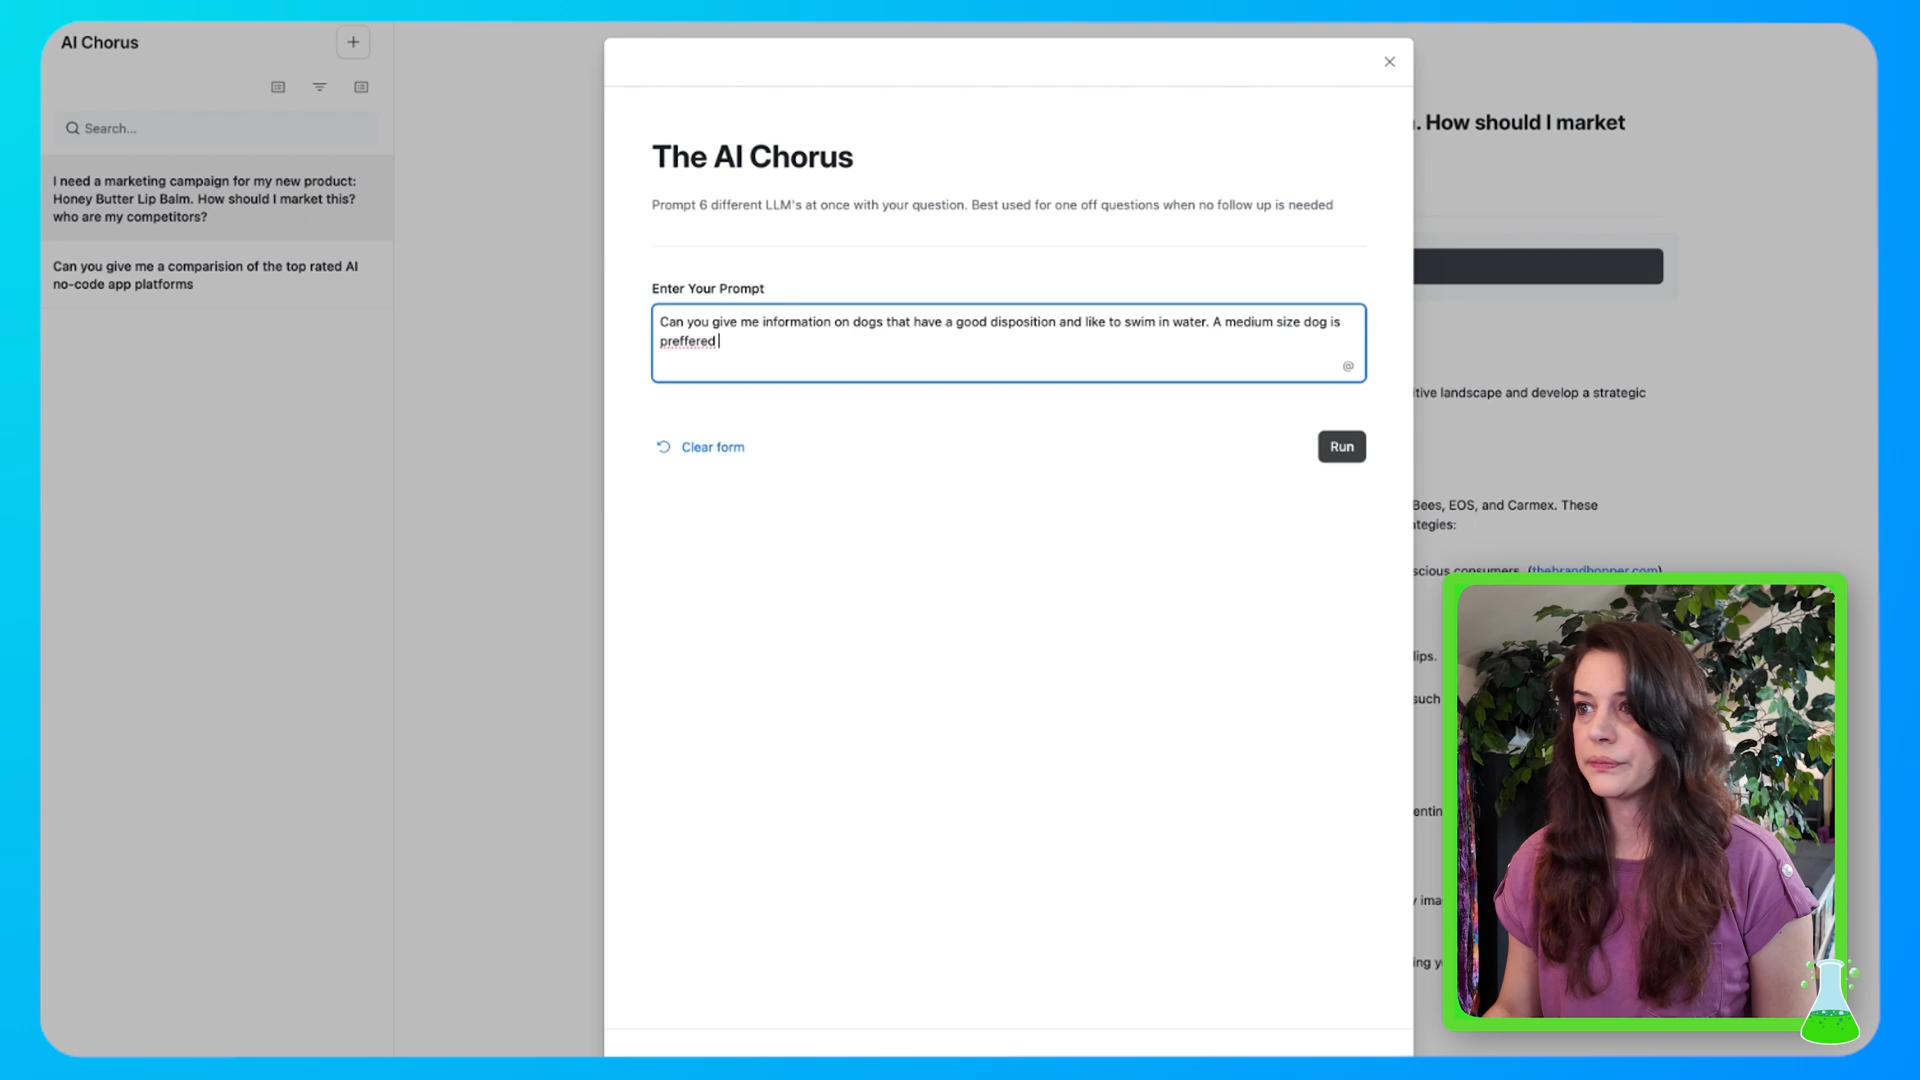 AI Chorus
Search...
I need a marketing campaign for my new product:
Honey Butter Lip Balm. How should I market this?
who are my competitors?
Can you give me a comparision of the top rated AI
no-code app platforms
The AI Chorus
Prompt 6 different LLM's at once with your question. Best used for one off questions when no follow up is needed
Enter Your Prompt
Can you give me information on dogs that have a good disposition and like to swim in water. A medium size dog is
preffered
@
Clear form
Run
. How should I market
landscape and develop a strategic
Bees, EOS, and Carmex. These
(thebrandhopper.com)
lips.
such